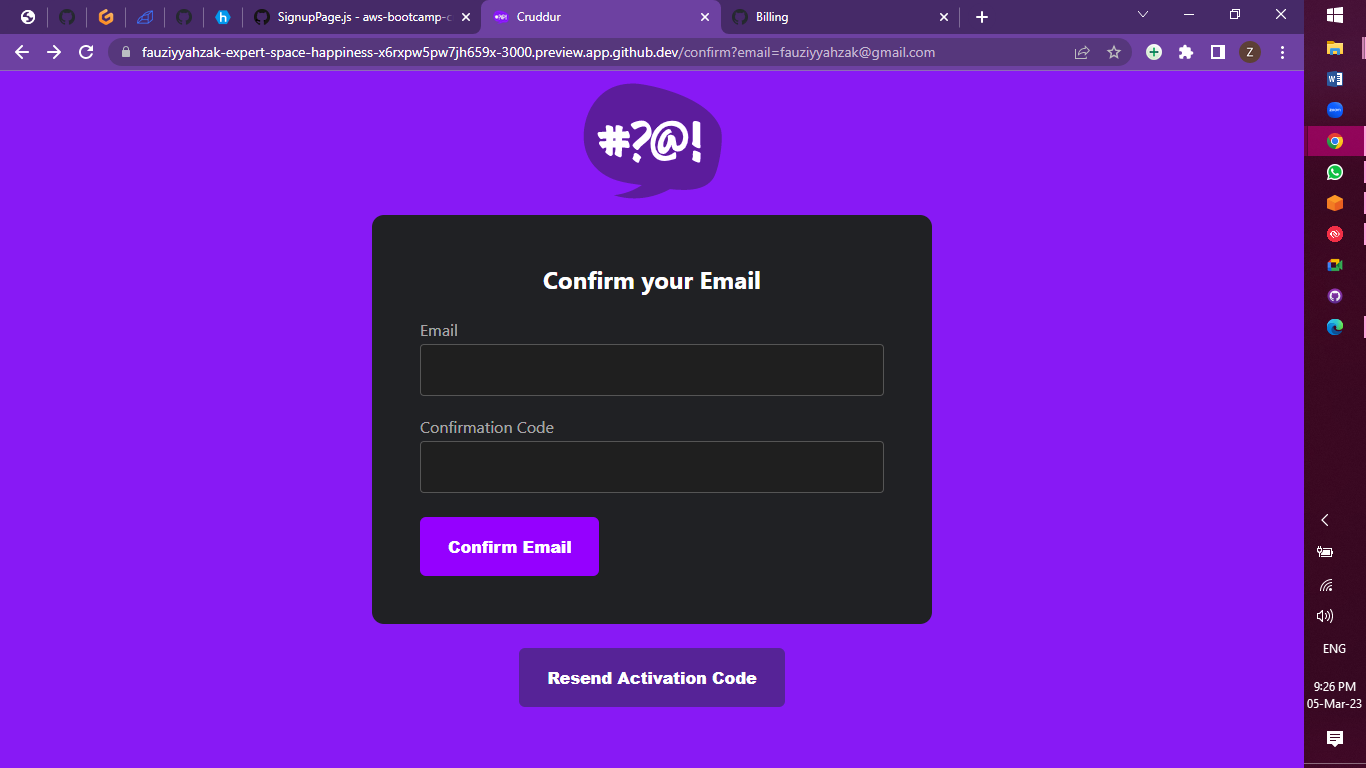 SignupPage.js - aws-bootcamp-c
Cruddur
Billing
fauziyyahzak-expert-space-happiness-x6rxpw5pw7jh659x-3000.preview.app.github.dev/confirm?email=fauziyyahzak@gmail.com
Z
#?@!
Confirm your Email
Email
Confirmation Code
Confirm Email
Resend Activation Code
ENG
9:26 PM
05-Mar-23